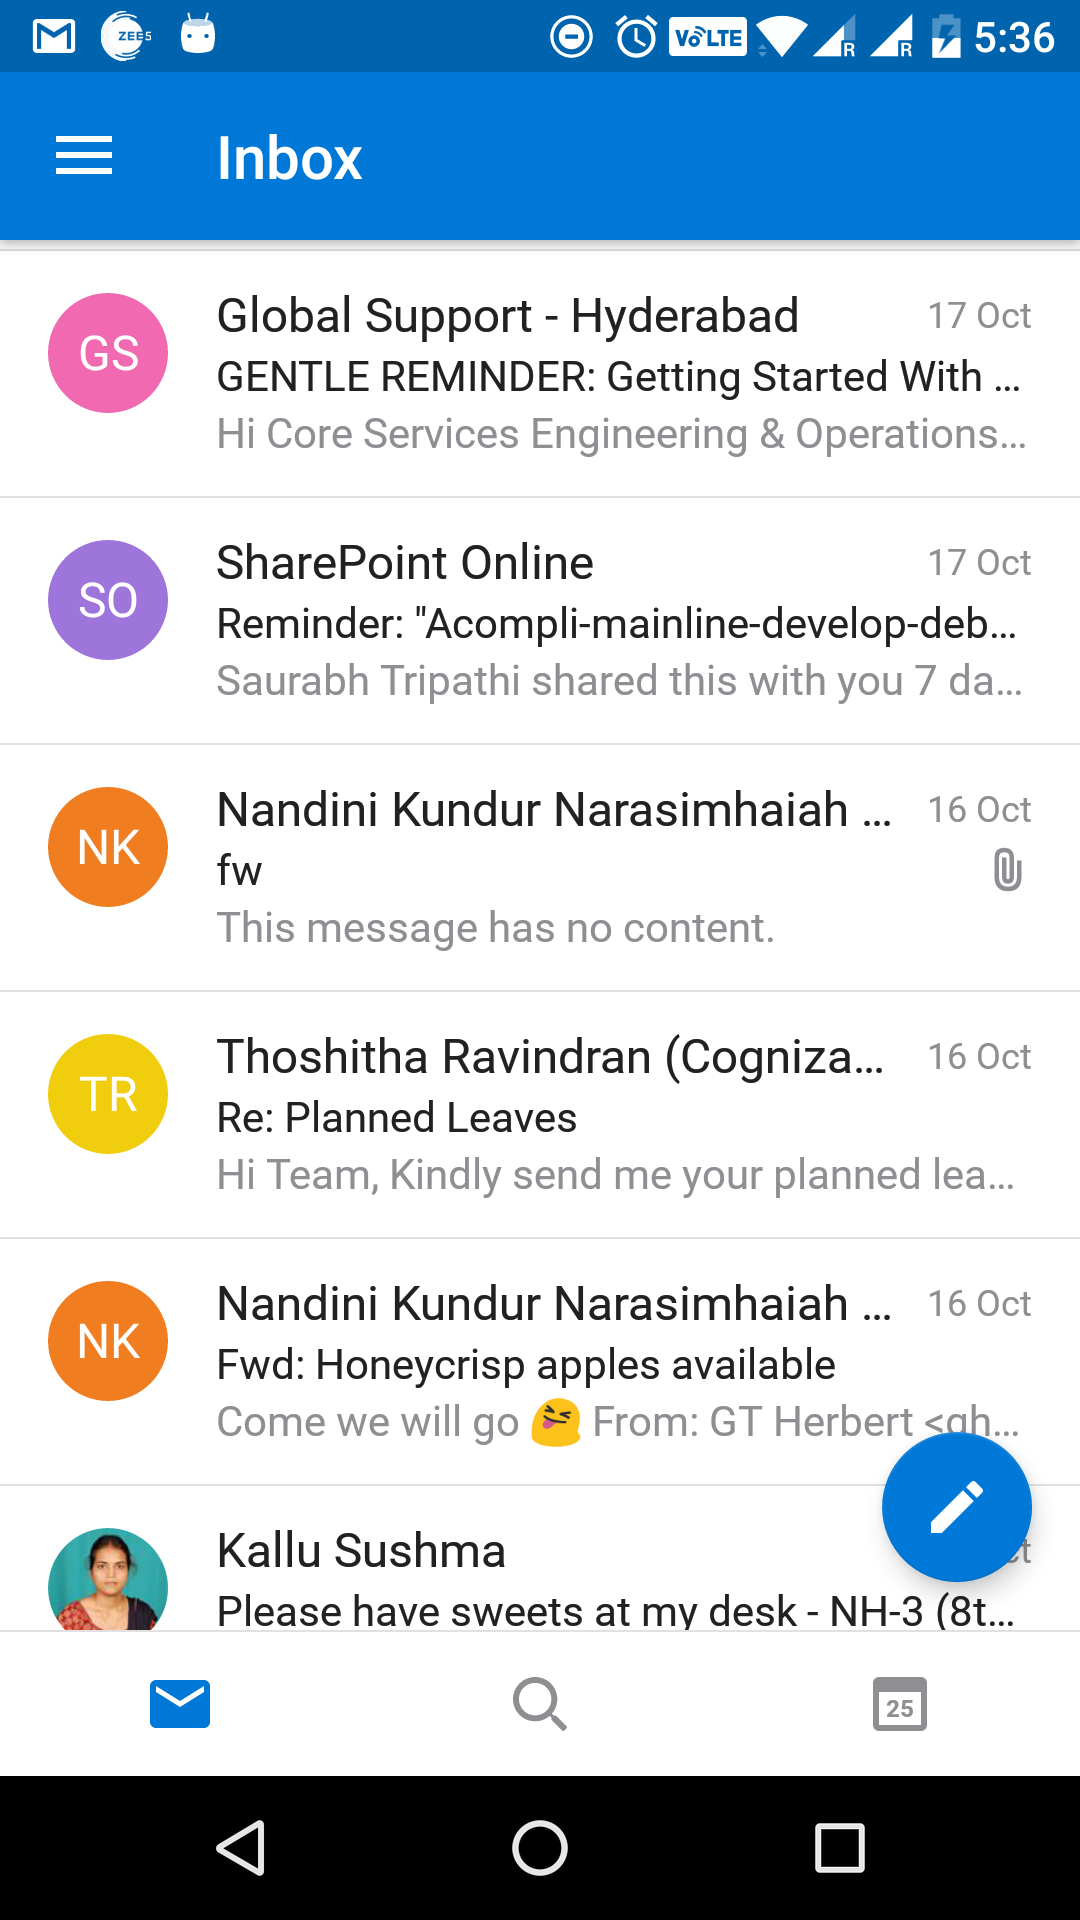 ZEE5
VoLTE
R
R
5:36
Inbox
GS
Global Support - Hyderabad
17 Oct
GENTLE REMINDER: Getting Started With ...
Hi Core Services Engineering & Operations...
SO
SharePoint Online
17 Oct
Reminder: "Acompli-mainline-develop-deb...
Saurabh Tripathi shared this with you 7 da...
NK
Nandini Kundur Narasimhaiah ...
16 Oct
fw
This message has no content.
TR
Thoshitha Ravindran (Cogniza...
16 Oct
Re: Planned Leaves
Hi Team, Kindly send me your planned lea...
NK
Nandini Kundur Narasimhaiah ...
16 Oct
Fwd: Honeycrisp apples available
Come we will go 😝 From: GT Herbert <gh...
Kallu Sushma
Please have sweets at my desk - NH-3 (8t...
25